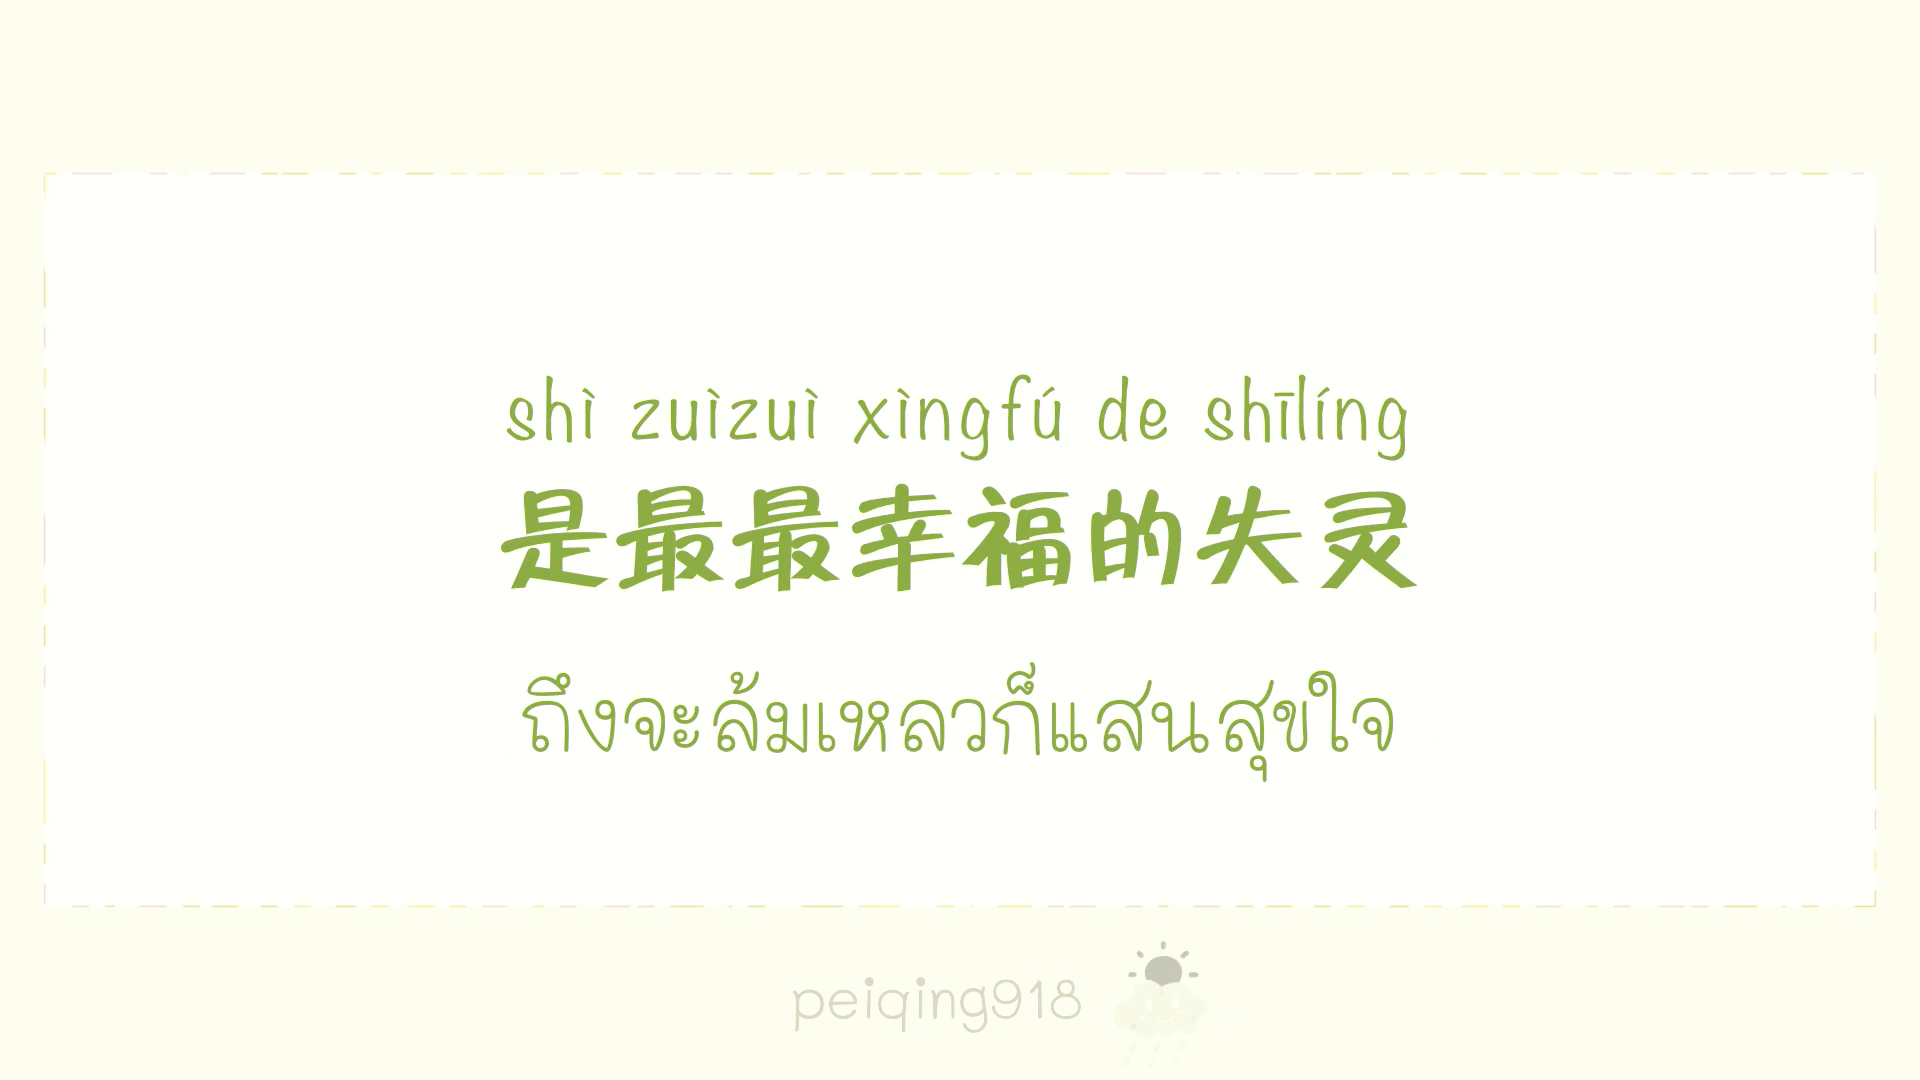 shì zuìzuì xìngfú de shīlíng
是最最幸福的失灵
ถึงจะล้มเหลวก็แสนสุขใจ
peiqing918